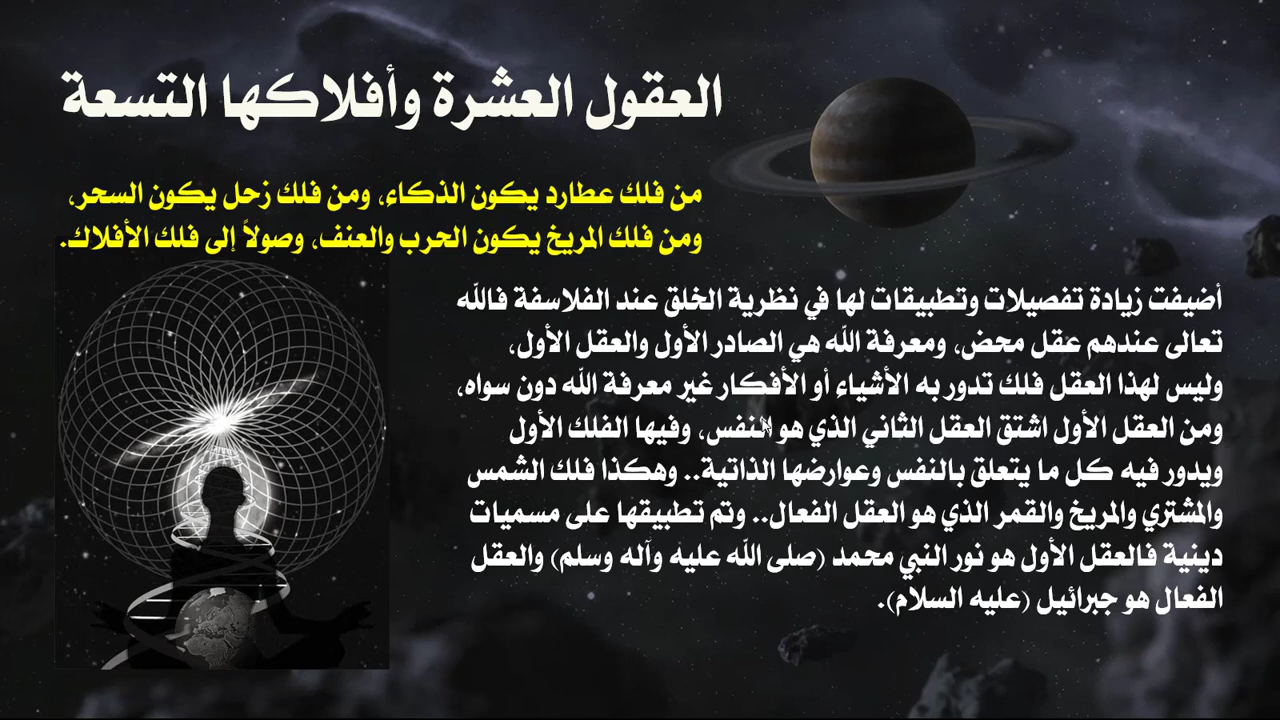 العقول العشرة وأفلاكها التسعة
من فلك عطارد يكون الذكاء، ومن فلك زحل يكون السحر،
ومن فلك المريخ يكون الحرب والعنف، وصولاً إلى فلك الأفلاك.
أضيفت زيادة تفصيلات وتطبيقات لها في نظرية الخلق عند الفلاسفة فالله
تعالى عندهم عقل محض، ومعرفة الله هي الصادر الأول والعقل الأول،
وليس لهذا العقل فلك تدور به الأشياء أو الأفكار غير معرفة الله دون سواه،
ومن العقل الأول اشتق العقل الثاني الذي هو النفس، وفيها الفلك الأول
ويدور فيه كل ما يتعلق بالنفس وعوارضها الذاتية.. وهكذا فلك الشمس
والمشتري والمريخ والقمر الذي هو العقل الفعال.. وتم تطبيقها على مسميات
دينية فالعقل الأول هو نور النبي محمد (صلى الله عليه وآله وسلم) والعقل
الفعال هو جبرائيل (عليه السلام).